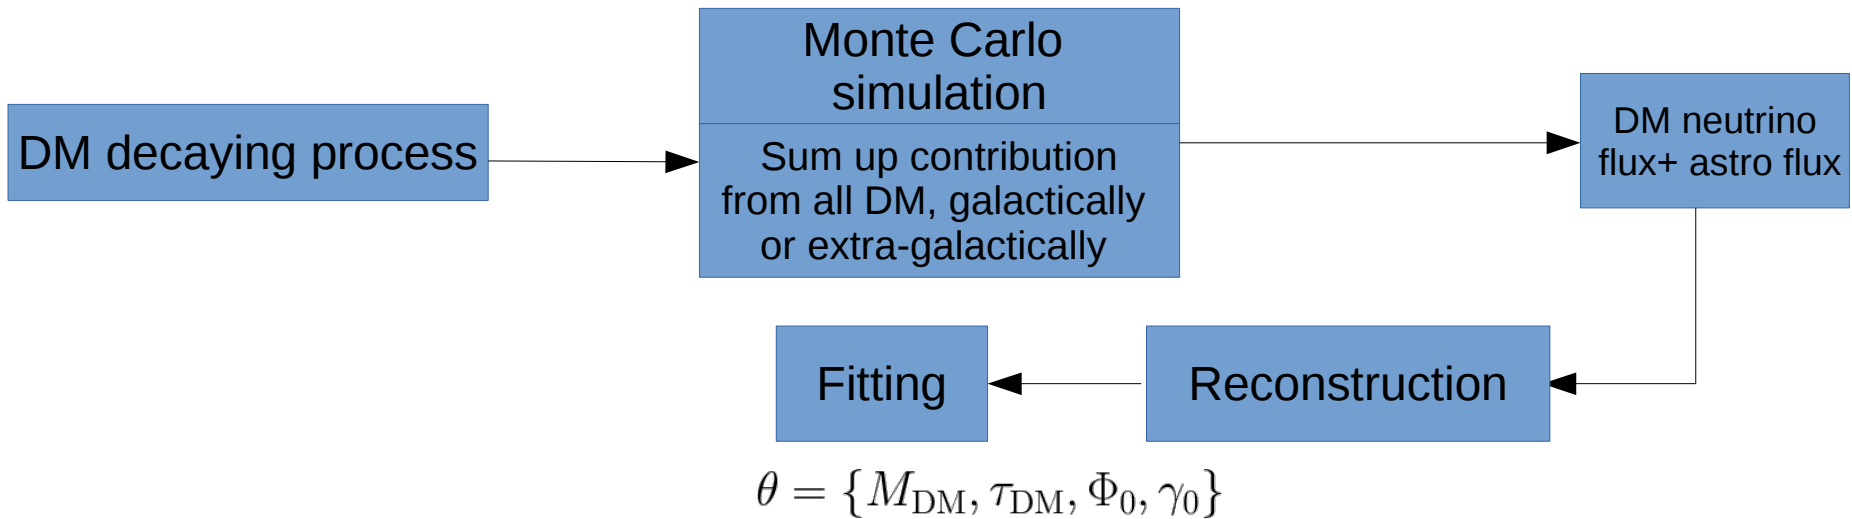 DM decaying process
Monte Carlo
simulation
Sum up contribution
from all DM, galactically
or extra-galactically
DM neutrino
flux+ astro flux
Reconstruction
Fitting
θ = {M_DM, τ_DM, Φ_0, γ_0}